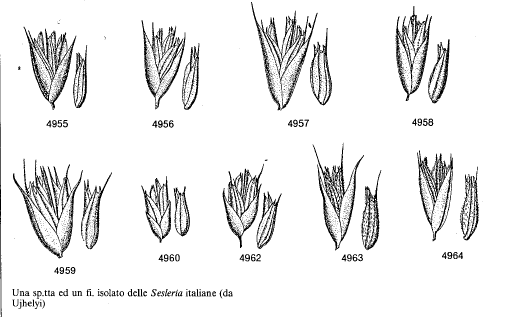 4955 4956 4957 4958
4959 4960 4962 4963 4964
Una sp.tta ed un fi. isolato delle Sesleria italiane (da
Ujhelyi)